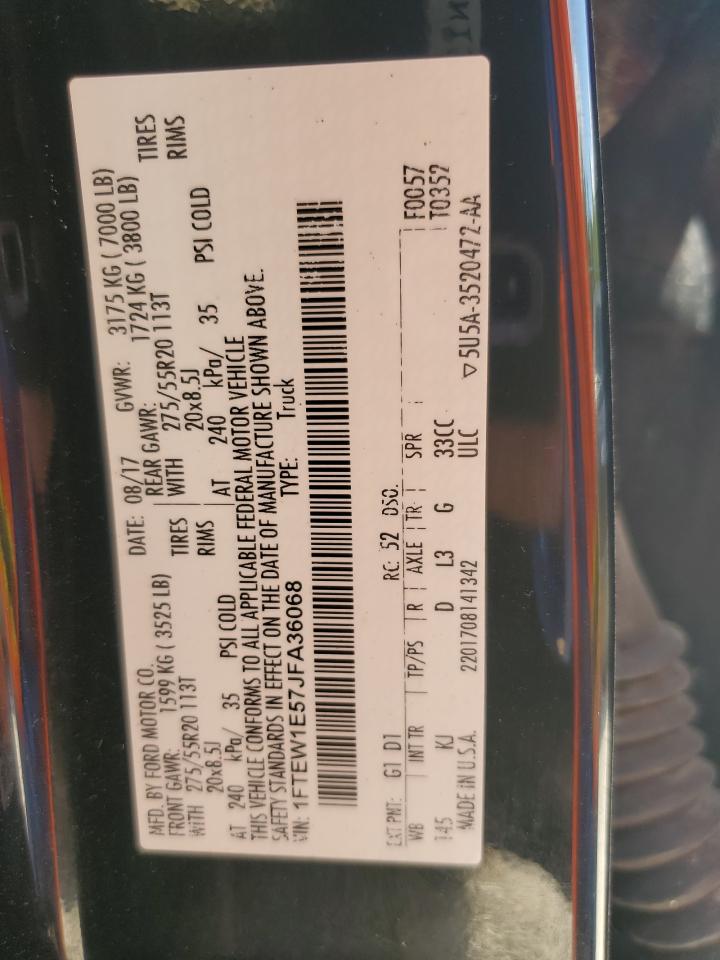 MFD. BY FORD MOTOR CO. DATE: 08/17 GVWR: 3175 KG ( 7000 LB)
FRONT GAWR: 1599 KG ( 3525 LB) REAR GAWR: 1724 KG ( 3800 LB)
WITH 275/55R20 113T TIRES WITH 275/55R20 113T TIRES
20x8.5J RIMS 20x8.5J RIMS
AT 240 kPa/ 35 PSI COLD AT 240 kPa/ 35 PSI COLD
THIS VEHICLE CONFORMS TO ALL APPLICABLE FEDERAL MOTOR VEHICLE
SAFETY STANDARDS IN EFFECT ON THE DATE OF MANUFACTURE SHOWN ABOVE.
VIN: 1FTEW1E57JFA36068 TYPE: Truck
EXT PNT: G1 D1 RC: 52 DSO: F0057
WB INT TR TP/PS R AXLE TR SPR T0352
145 KJ D L3 G 33CC
MADE IN U.S.A. 2201708141342 ULC ▽5U5A-3520472-AA